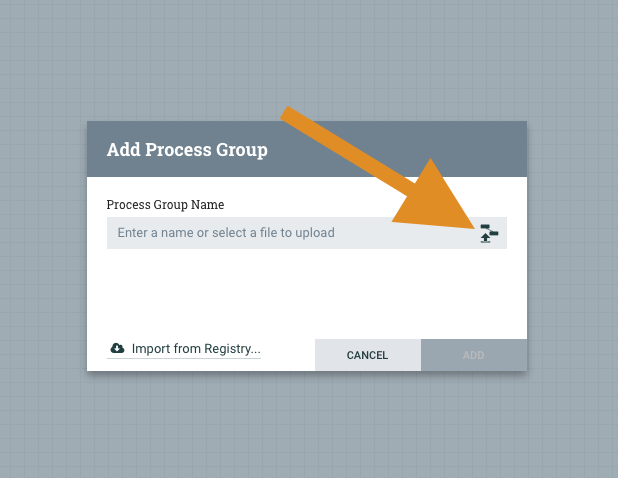 Add Process Group
Process Group Name
Enter a name or select a file to upload
Import from Registry...
CANCEL
ADD